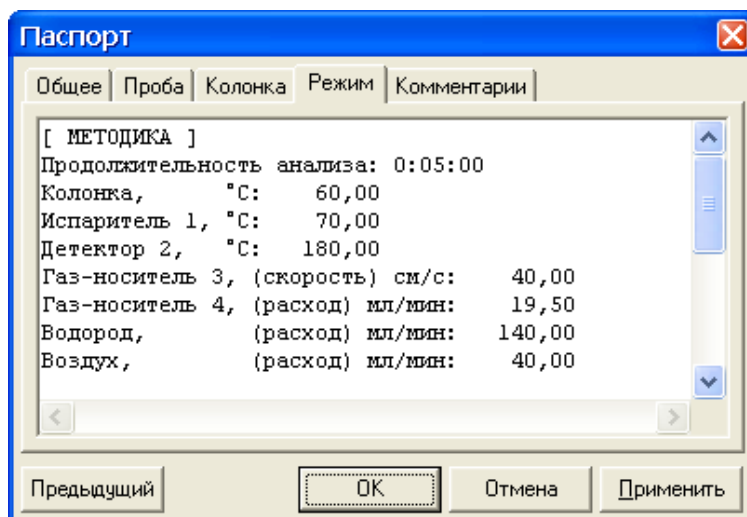 Паспорт
Общее Проба Колонка Режим Комментарии
[ МЕТОДИКА ]
Продолжительность анализа: 0:05:00
Колонка, °C: 60,00
Испаритель 1, °C: 70,00
Детектор 2, °C: 180,00
Газ-носитель 3, (скорость) см/с: 40,00
Газ-носитель 4, (расход) мл/мин: 19,50
Водород, (расход) мл/мин: 140,00
Воздух, (расход) мл/мин: 40,00
Предыдущий OK Отмена Применить